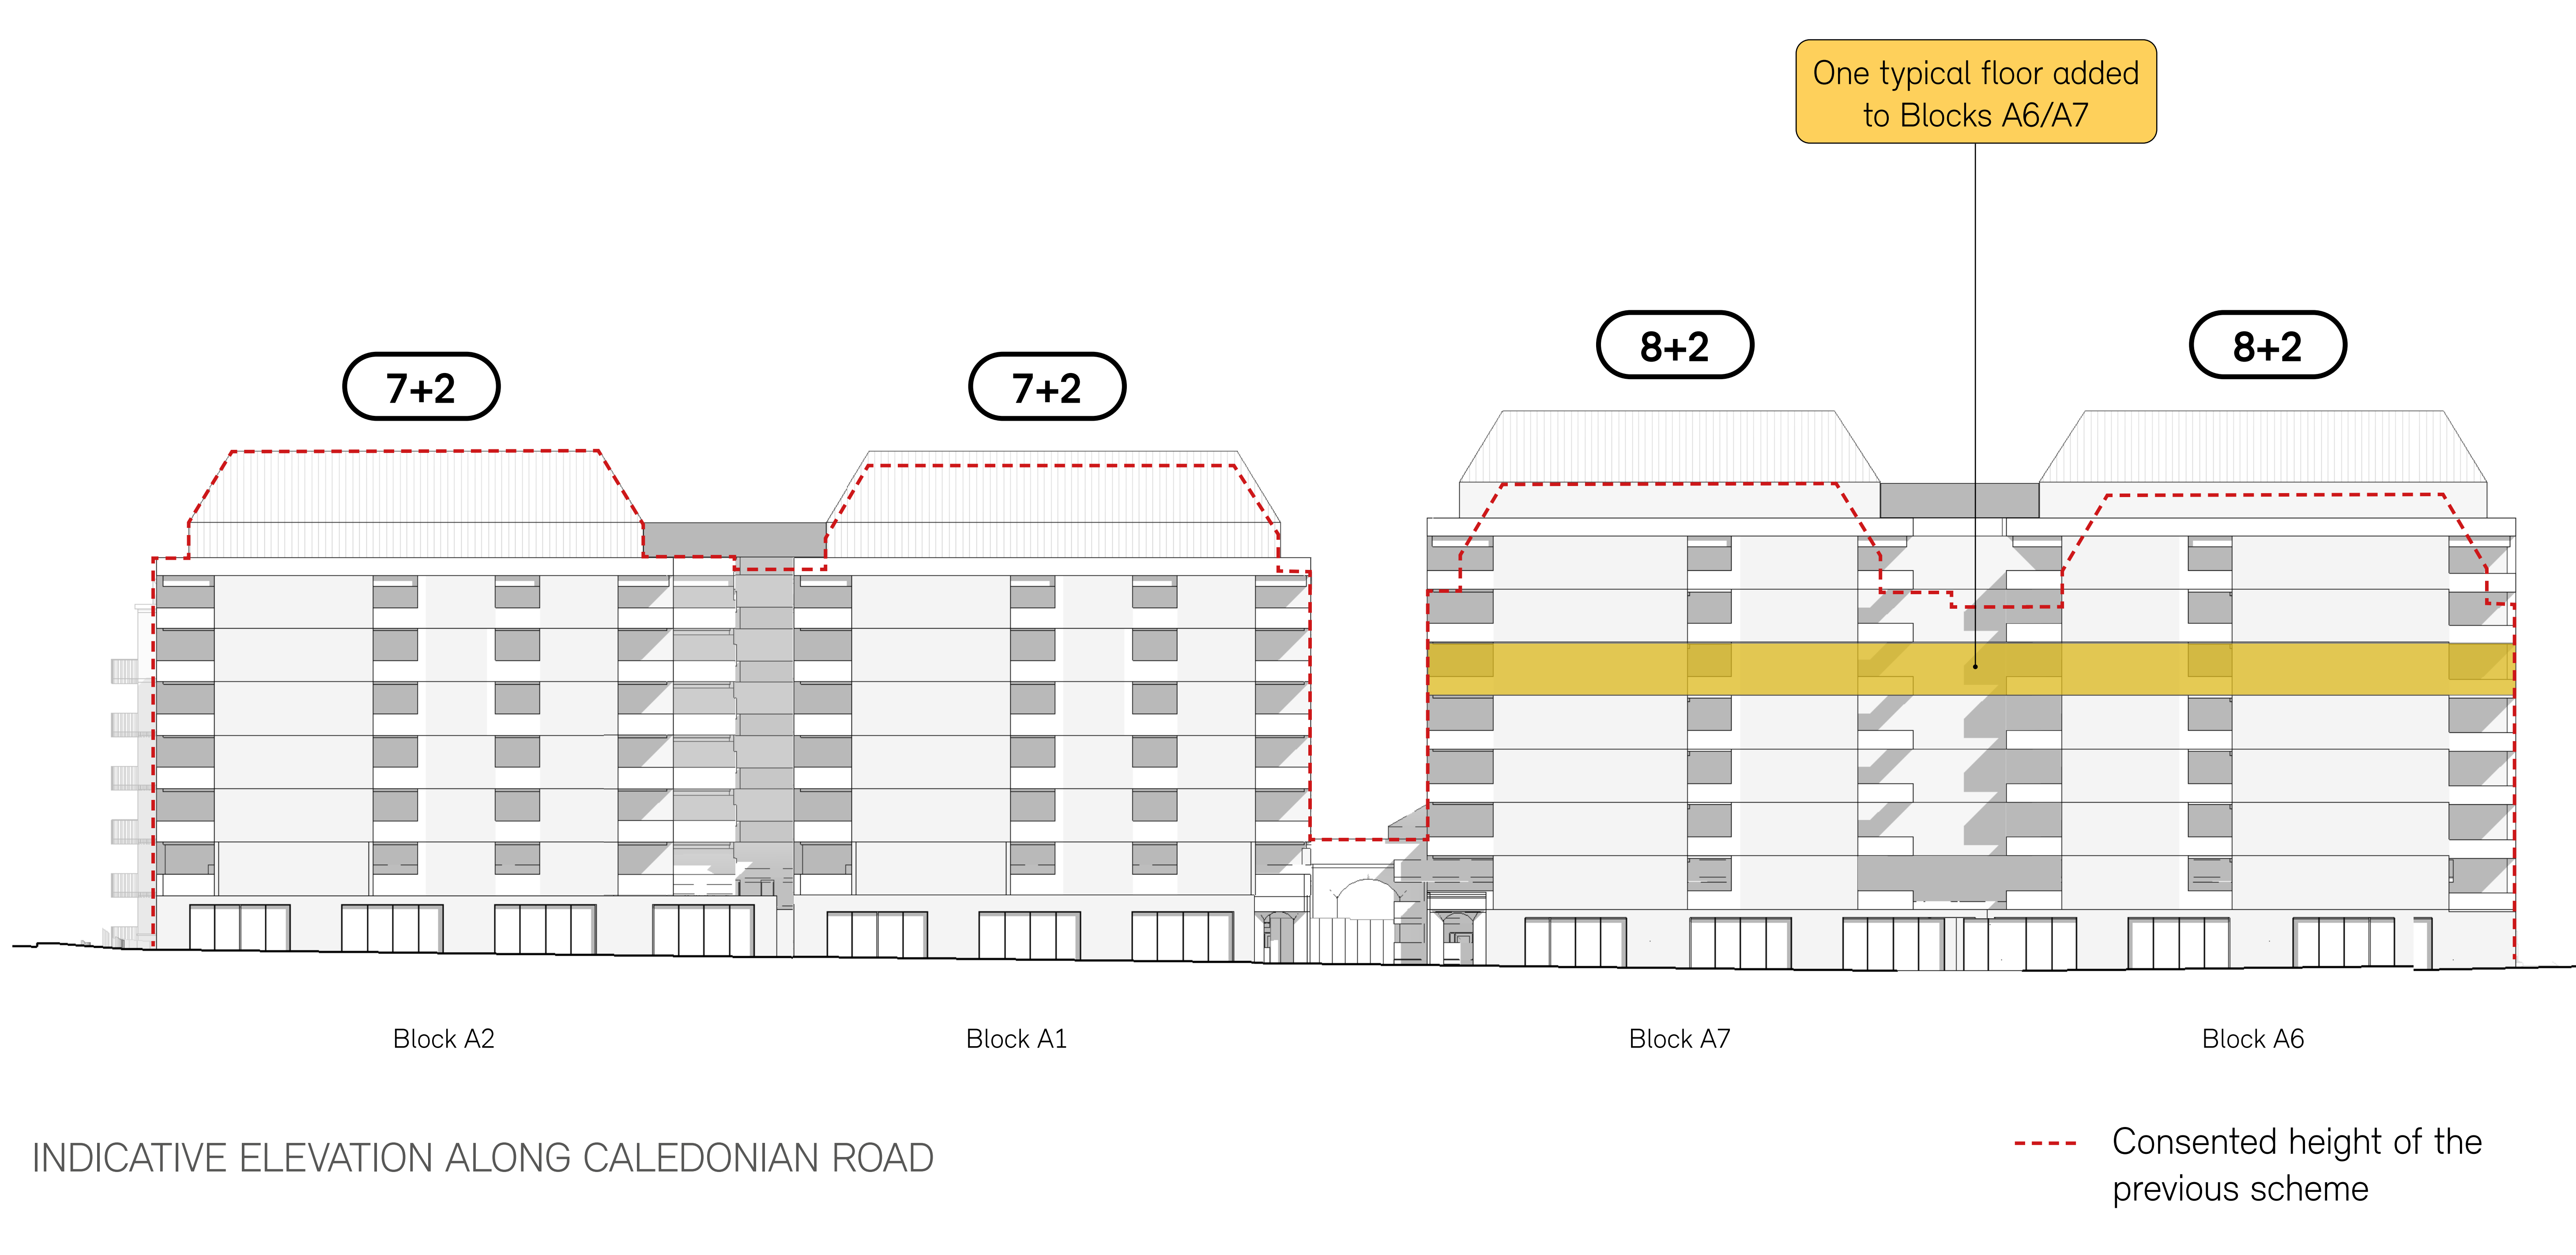 One typical floor added
to Blocks A6/A7
7+2
7+2
8+2
8+2
Block A2
Block A1
Block A7
Block A6
INDICATIVE ELEVATION ALONG CALEDONIAN ROAD
Consented height of the
previous scheme